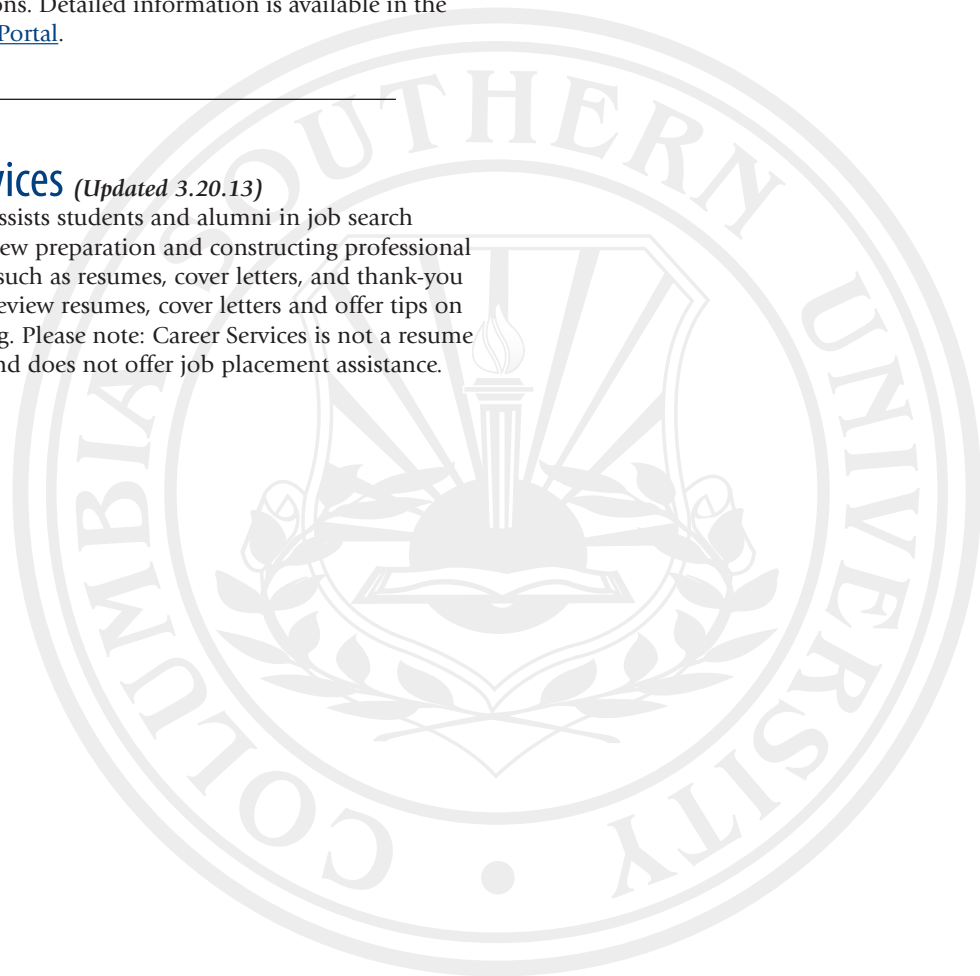 ons. Detailed information is available in the
Portal.
vices (Updated 3.20.13)
ssists students and alumni in job search
ew preparation and constructing professional
such as resumes, cover letters, and thank-you
eview resumes, cover letters and offer tips on
g. Please note: Career Services is not a resume
nd does not offer job placement assistance.
COLUMBIA SOUTHERN UNIVERSITY